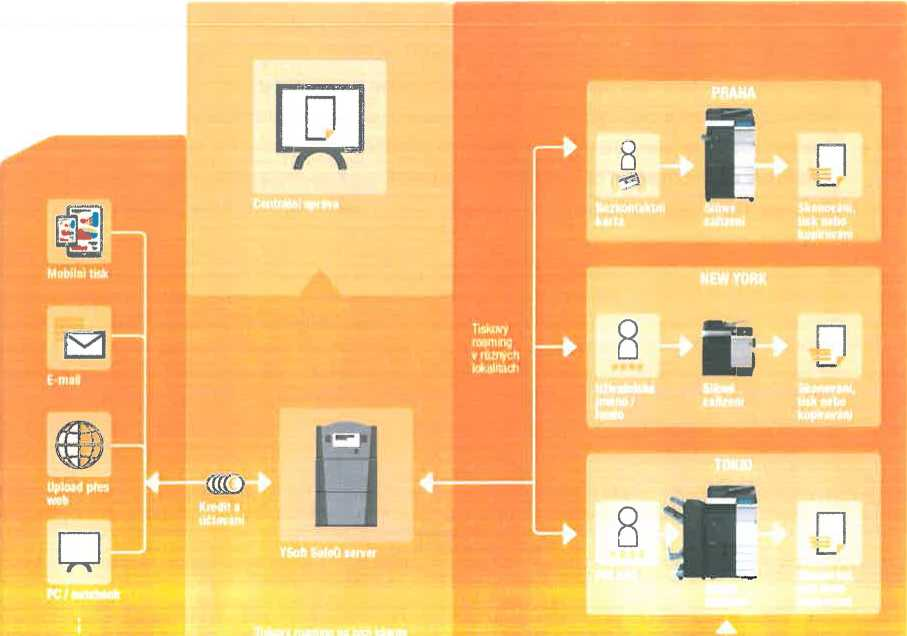 Centrální správa
Mobilní tisk
E-mail
Upload přes
web
PC / notebook
Kredit a
účtování
YSoft SafeQ server
Tiskový
roaming
v různých
lokalitách
PRAHA
Bezkontaktní
karta
Síťové
zařízení
Skenování,
tisk nebo
kopírování
NEW YORK
Uživatelské
jméno /
heslo
Síťové
zařízení
Skenování,
tisk nebo
kopírování
TOKIO